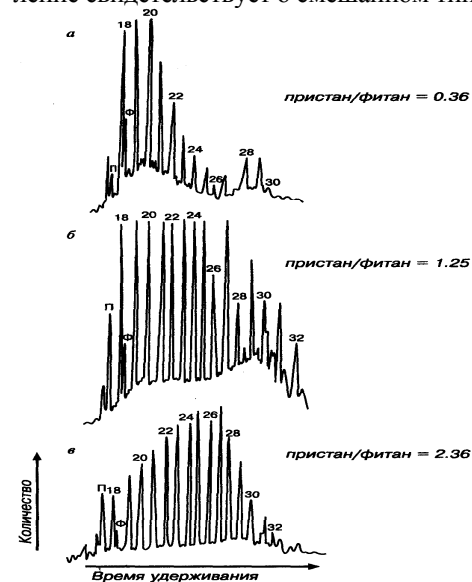 а
18
20
22
24
26
28
30
П
Ф
пристан/фитан = 0.36
б
18
20
22
24
26
28
30
32
П
Ф
пристан/фитан = 1.25
в
П
18
Ф
20
22
24
26
28
30
32
пристан/фитан = 2.36
Количество
Время удерживания